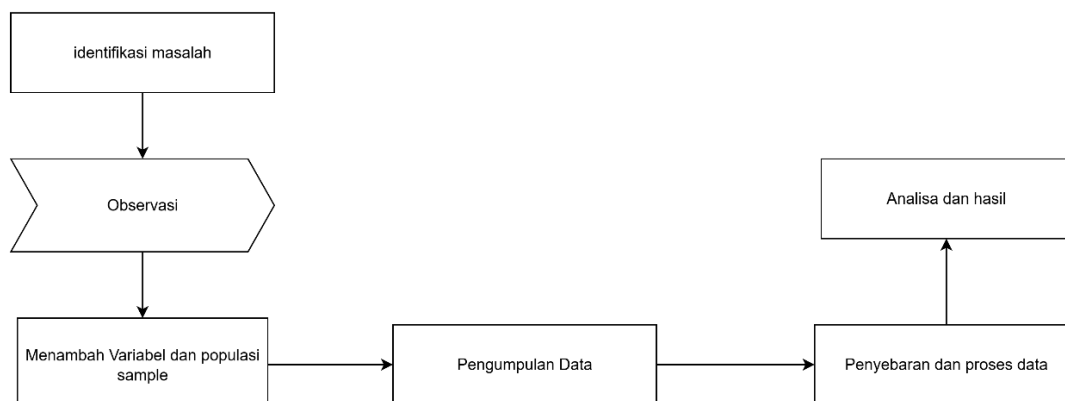 identifikasi masalah
Observasi
Menambah Variabel dan populasi
sample
Pengumpulan Data
Penyebaran dan proses data
Analisa dan hasil